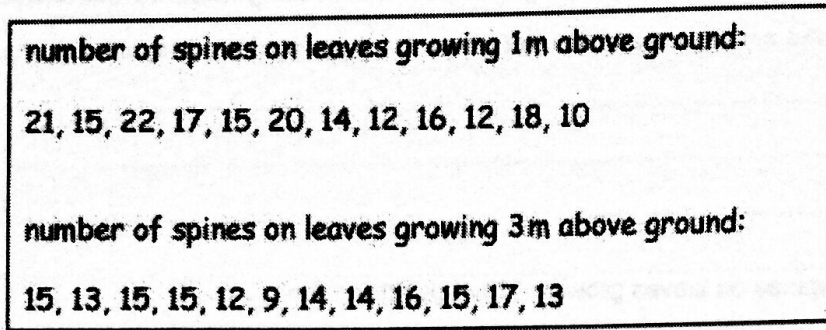 number of spines on leaves growing 1m above ground:
21, 15, 22, 17, 15, 20, 14, 12, 16, 12, 18, 10
number of spines on leaves growing 3m above ground:
15, 13, 15, 15, 12, 9, 14, 14, 16, 15, 17, 13